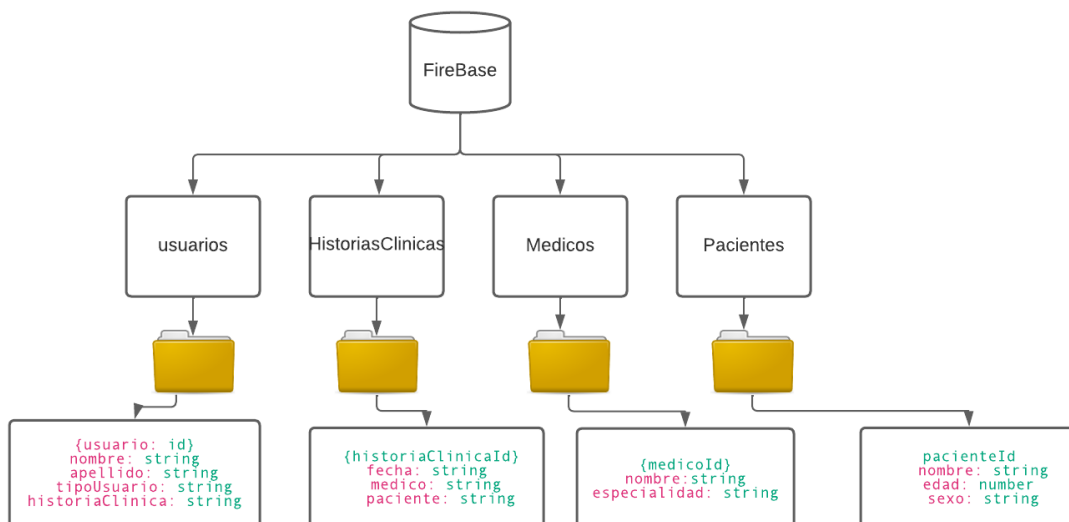 FireBase
usuarios
HistoriasClinicas
Medicos
Pacientes
{usuario: id}
nombre: string
apellido: string
tipoUsuario: string
historiaClinica: string
{historiaClinicaId}
fecha: string
medico: string
paciente: string
{medicoId}
nombre:string
especialidad: string
pacienteId
nombre: string
edad: number
sexo: string